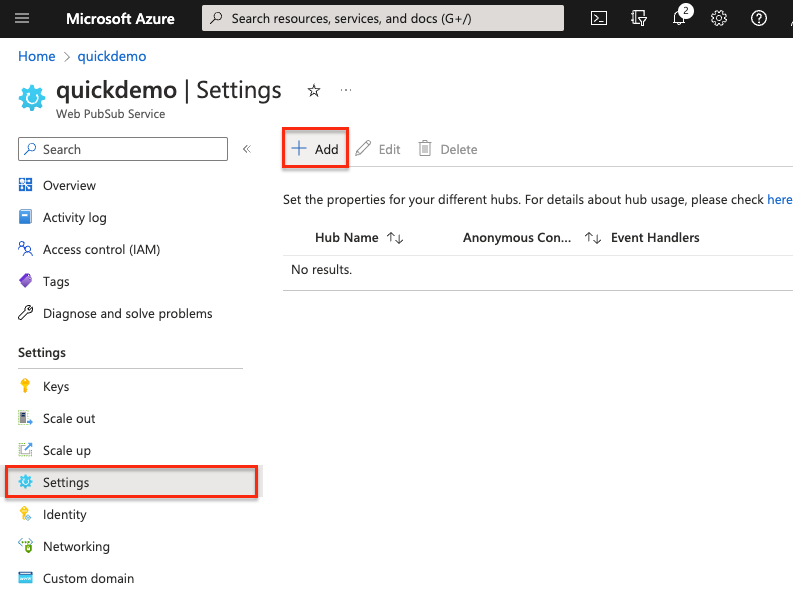 Microsoft Azure
Search resources, services, and docs (G+/)
2
Home > quickdemo
quickdemo | Settings
Web PubSub Service
Search
Add
Edit
Delete
Overview
Activity log
Access control (IAM)
Tags
Diagnose and solve problems
Set the properties for your different hubs. For details about hub usage, please check here
Hub Name
Anonymous Con...
Event Handlers
No results.
Settings
Keys
Scale out
Scale up
Settings
Identity
Networking
Custom domain